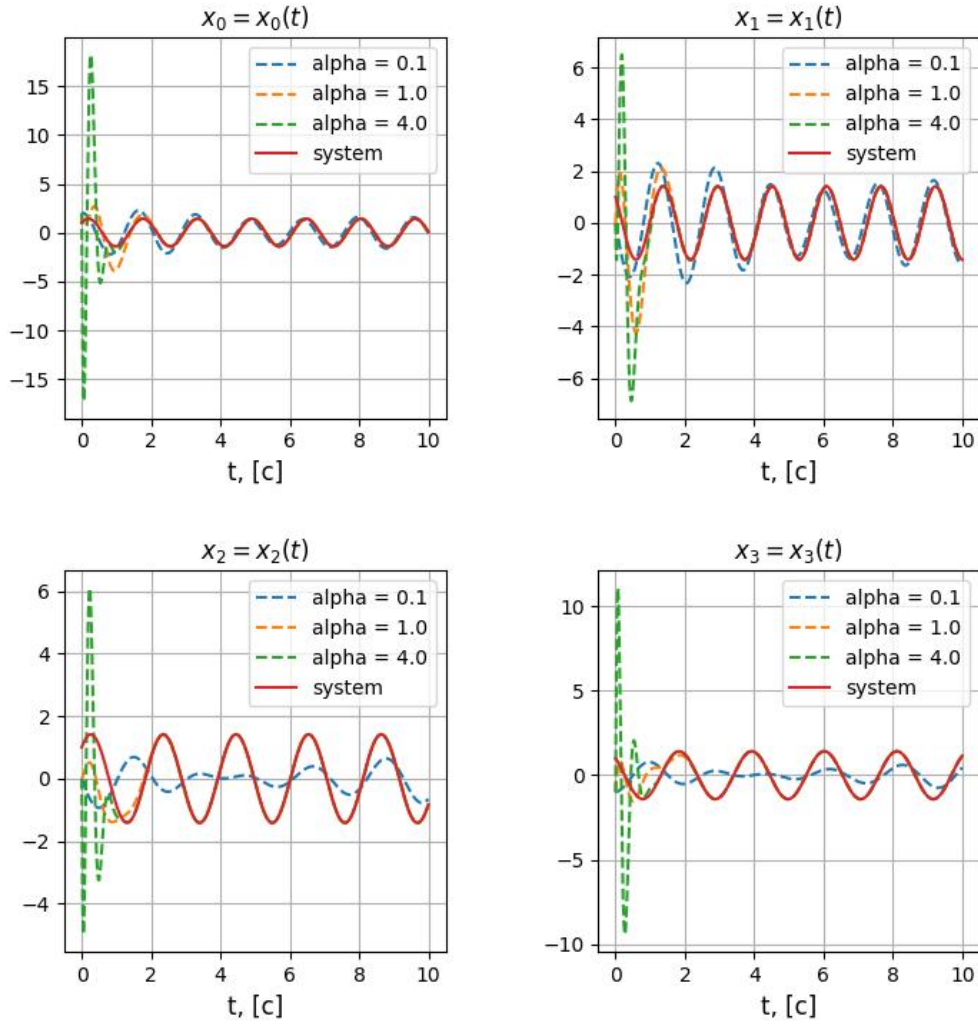 x₀ = x₀(t)
15
10
5
0
−5
−10
−15
0
2
4
6
8
10
t, [c]
alpha = 0.1
alpha = 1.0
alpha = 4.0
system
x₁ = x₁(t)
6
4
2
0
−2
−4
−6
0
2
4
6
8
10
t, [c]
alpha = 0.1
alpha = 1.0
alpha = 4.0
system
x₂ = x₂(t)
6
4
2
0
−2
−4
0
2
4
6
8
10
t, [c]
alpha = 0.1
alpha = 1.0
alpha = 4.0
system
x₃ = x₃(t)
10
5
0
−5
−10
0
2
4
6
8
10
t, [c]
alpha = 0.1
alpha = 1.0
alpha = 4.0
system